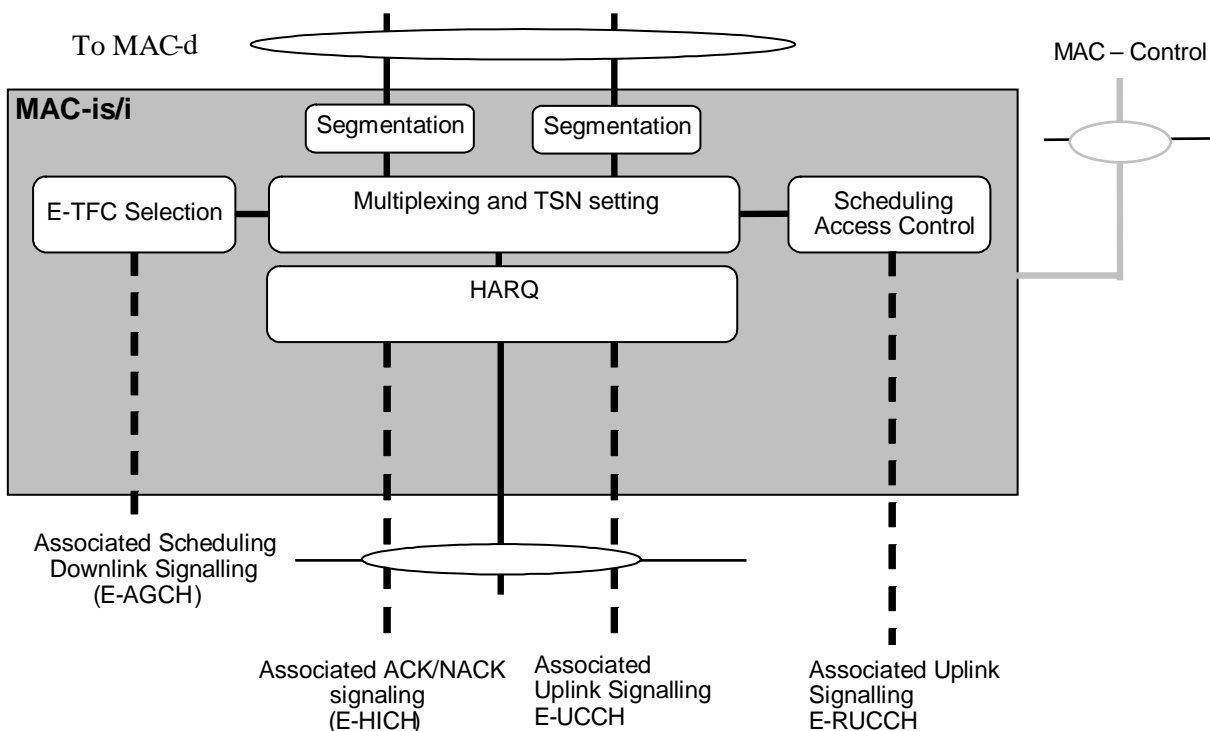 To MAC-d
MAC – Control
MAC-is/i
Segmentation
Segmentation
E-TFC Selection
Multiplexing and TSN setting
Scheduling
Access Control
HARQ
Associated Scheduling
Downlink Signalling
(E-AGCH)
Associated ACK/NACK
signaling
(E-HICH)
Associated
Uplink Signalling
E-UCCH
Associated Uplink
Signalling
E-RUCCH